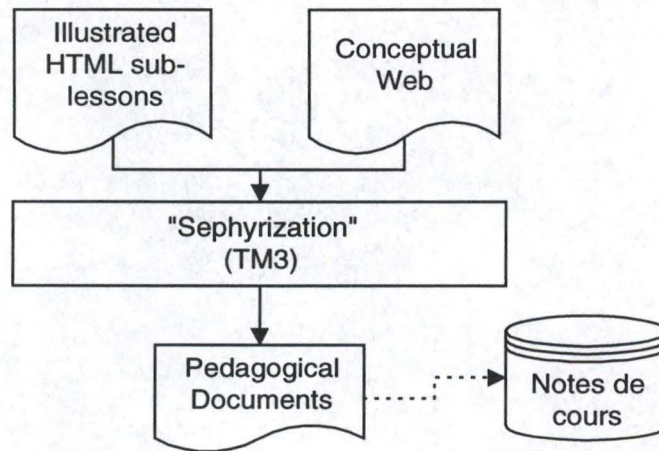 Illustrated
HTML sub-
lessons
Conceptual
Web
"Sephyrization"
(TM3)
Pedagogical
Documents
Notes de
cours